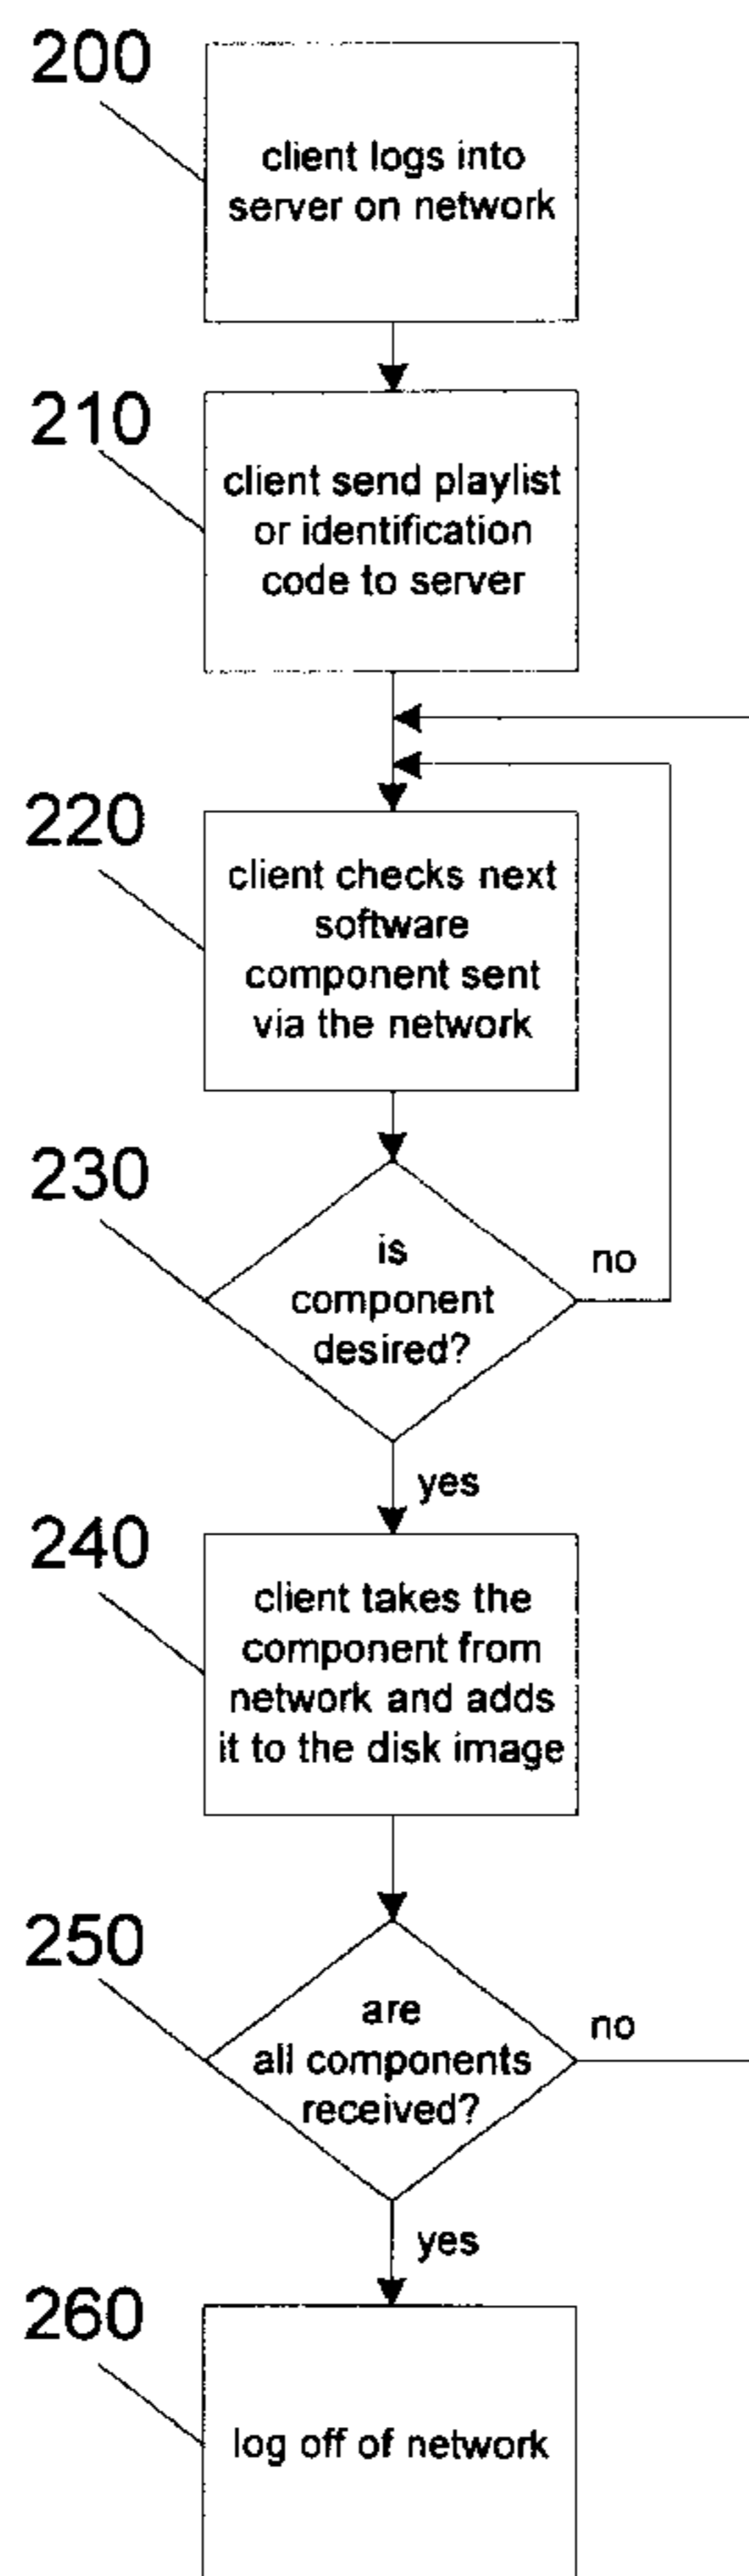 200
client logs into
server on network
210
client send playlist
or identification
code to server
220
client checks next
software
component sent
via the network
230
is
component
desired?
no
yes
240
client takes the
component from
network and adds
it to the disk image
250
are
all components
received?
no
yes
260
log off of network